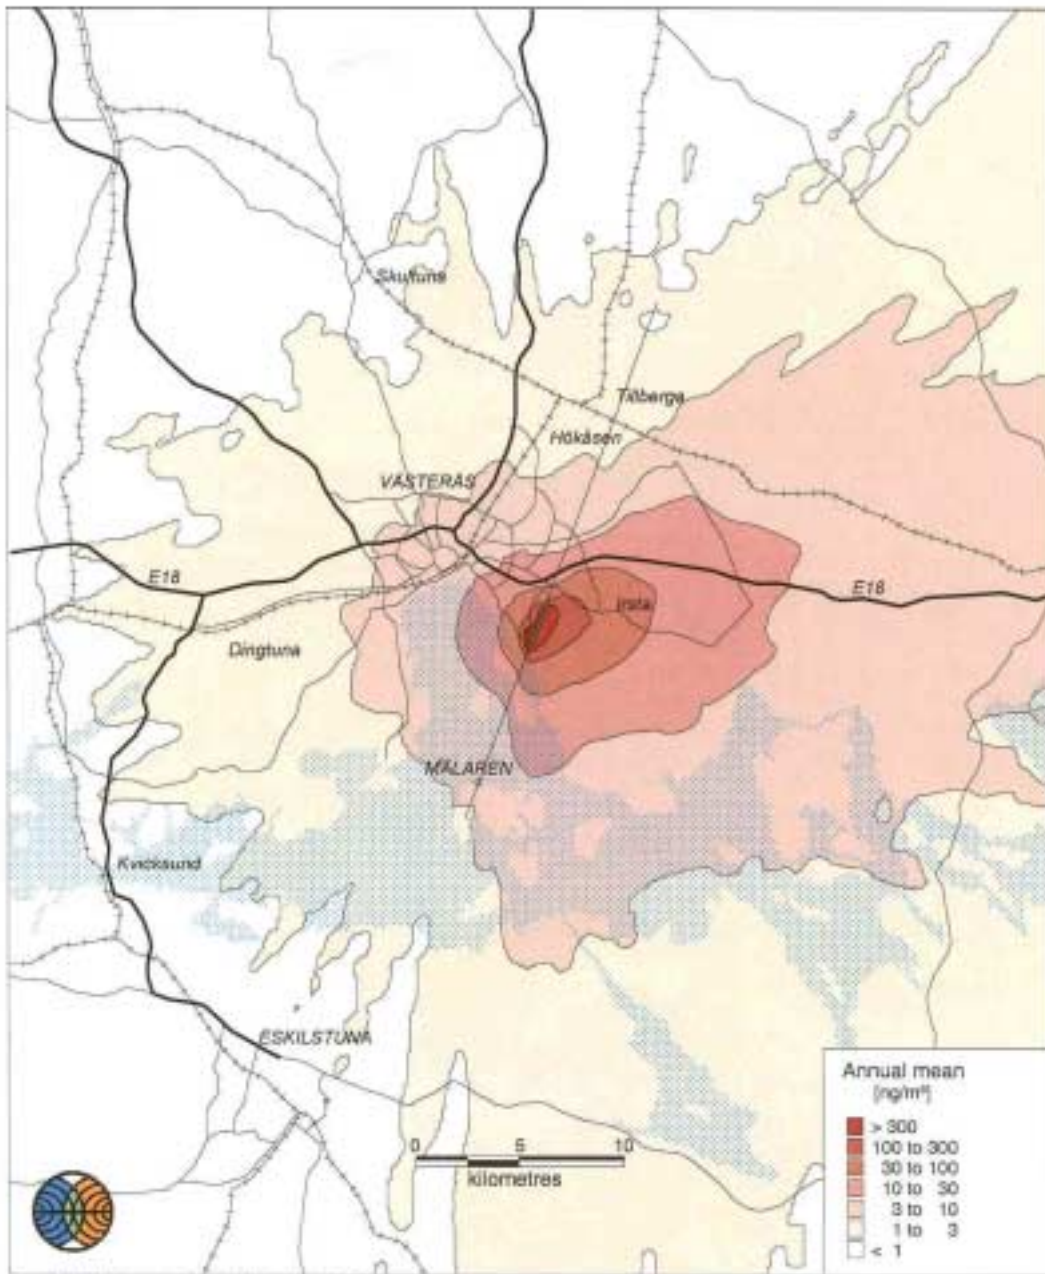 Skultuna
Tillberga
Hökåsen
VÄSTERÅS
E18
Irsta
E18
Dingtuna
MÄLAREN
Kvicksund
ESKILSTUNA
Annual mean
[ng/m³]
> 300
100 to 300
30 to 100
10 to 30
3 to 10
1 to 3
< 1
0 5 10
kilometres